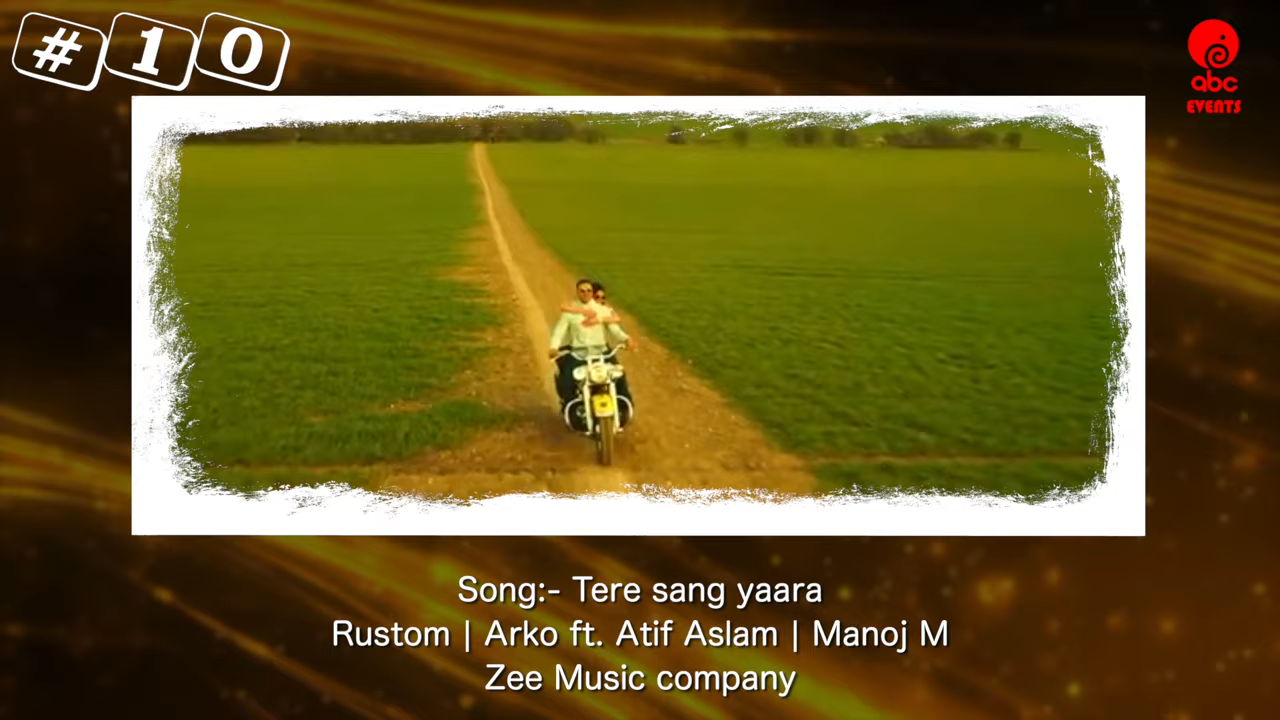 #10
abc
EVENTS
Song:- Tere sang yaara
Rustom | Arko ft. Atif Aslam | Manoj M
Zee Music company